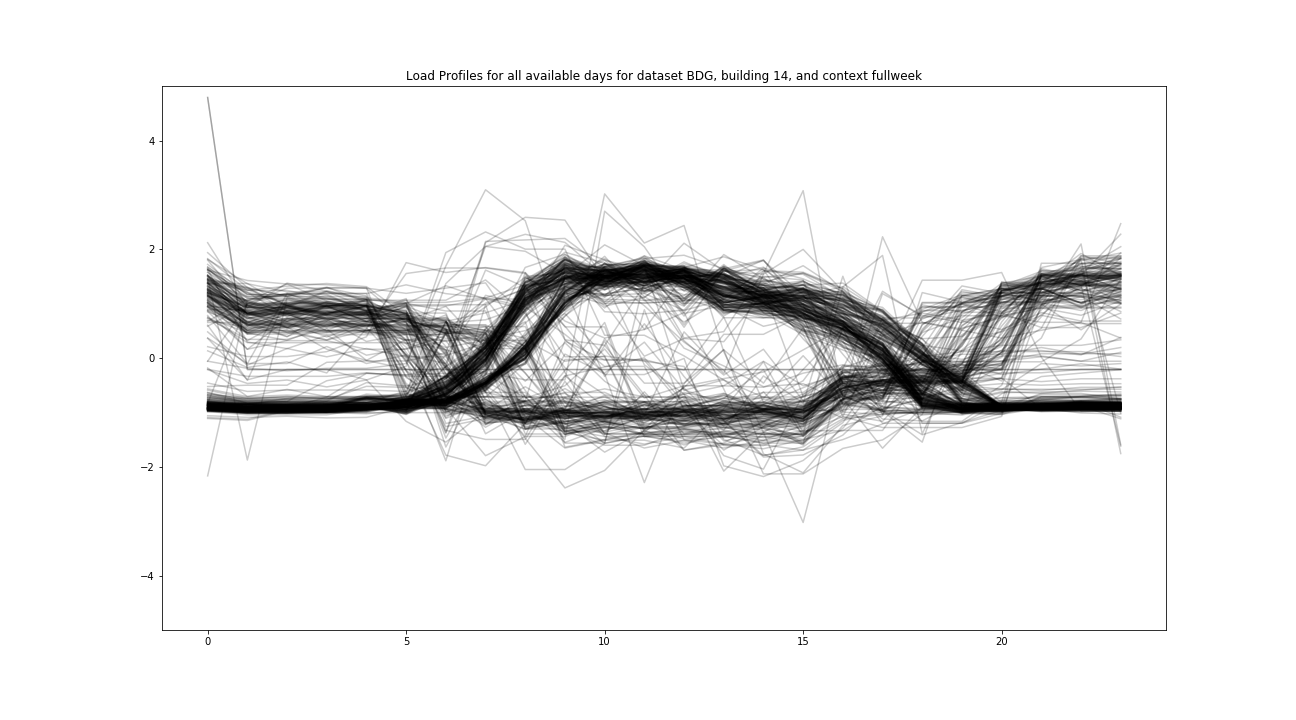 Load Profiles for all available days for dataset BDG, building 14, and context fullweek
4
2
0
−2
−4
0 5 10 15 20